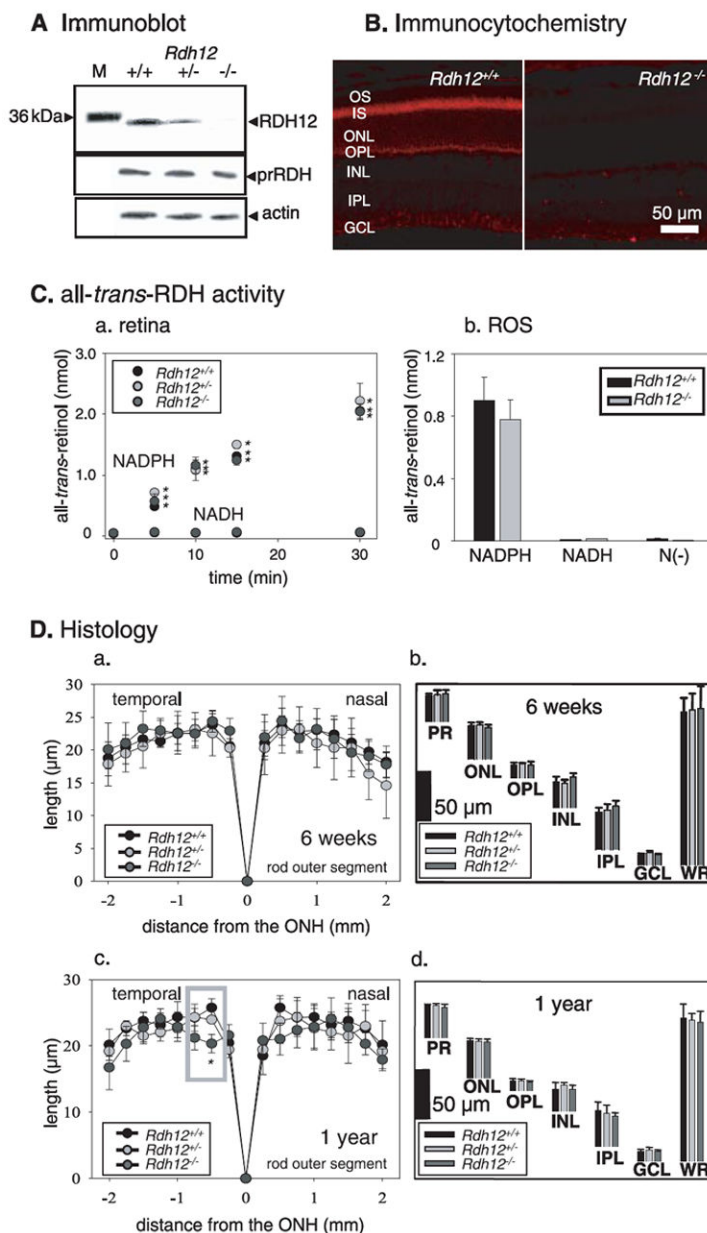 A Immunoblot
Rdh12
M +/+ +/- -/-
36 kDa
RDH12
prRDH
actin
B. Immunocytochemistry
Rdh12+/+
Rdh12-/-
OS
IS
ONL
OPL
INL
IPL
GCL
50 µm
C. all-trans-RDH activity
a. retina
all-trans-retinol (nmol)
3.0
2.0
1.0
0
Rdh12+/+
Rdh12+/-
Rdh12-/-
NADPH
NADH
* * *
* * *
* * *
* * *
0 10 20 30
time (min)
b. ROS
all-trans-retinol (nmol)
1.2
0.8
0.4
0
Rdh12+/+
Rdh12-/-
NADPH NADH N(-)
D. Histology
a.
temporal nasal
length (µm)
30
25
20
15
10
5
0
Rdh12+/+
Rdh12+/-
Rdh12-/-
6 weeks
rod outer segment
-2 -1 0 1 2
distance from the ONH (mm)
b.
6 weeks
PR
ONL
OPL
INL
IPL
GCL
WR
50 µm
Rdh12+/+
Rdh12+/-
Rdh12-/-
c.
temporal nasal
length (µm)
30
20
10
0
*
Rdh12+/+
Rdh12+/-
Rdh12-/-
1 year
rod outer segment
-2 -1 0 1 2
distance from the ONH (mm)
d.
1 year
PR
ONL
OPL
INL
IPL
GCL
WR
50 µm
Rdh12+/+
Rdh12+/-
Rdh12-/-